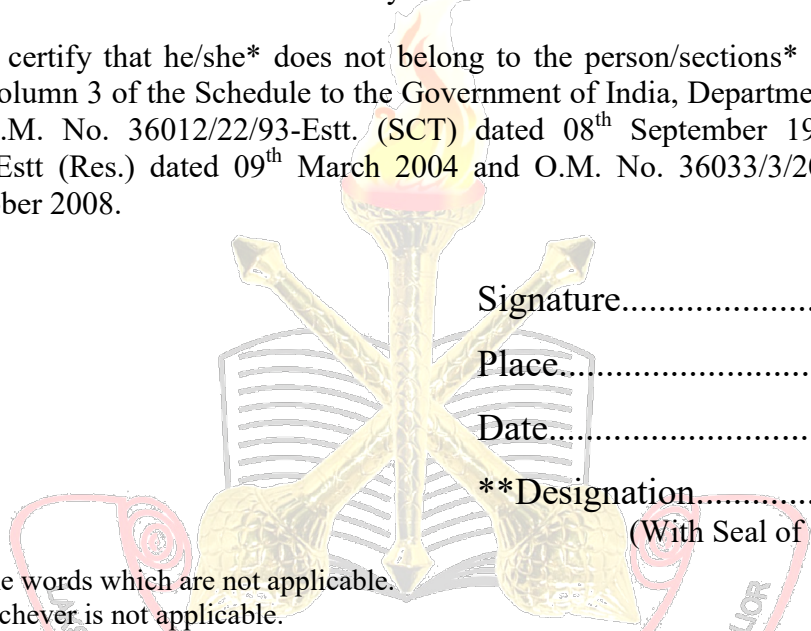 certify that he/she* does not belong to the person/sections*
olumn 3 of the Schedule to the Government of India, Departme
.M. No. 36012/22/93-Estt. (SCT) dated 08th September 19
Estt (Res.) dated 09th March 2004 and O.M. No. 36033/3/20
ber 2008.
Signature......................
Place............................
Date.............................
**Designation.............
(With Seal of
e words which are not applicable.
chever is not applicable.